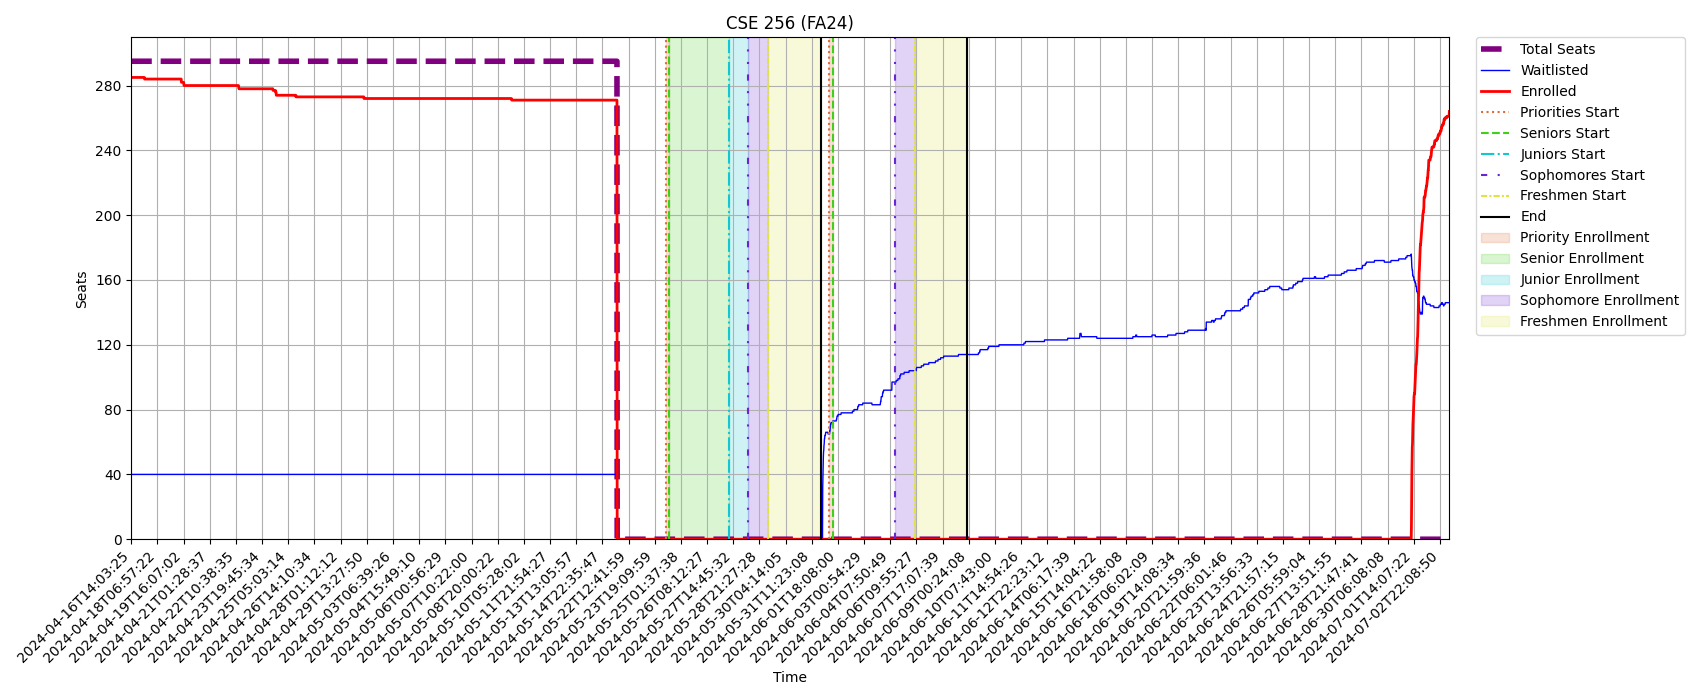 CSE 256 (FA24)
Seats
280
240
200
160
120
80
40
0
2024-04-16T14:03:25
2024-04-18T06:57:22
2024-04-19T16:07:02
2024-04-21T01:28:37
2024-04-22T10:38:35
2024-04-23T19:45:34
2024-04-25T05:03:14
2024-04-26T14:10:34
2024-04-28T01:12:12
2024-04-29T13:27:50
2024-05-03T06:39:26
2024-05-04T15:49:10
2024-05-06T00:56:29
2024-05-07T10:22:00
2024-05-08T20:00:22
2024-05-10T05:28:02
2024-05-11T21:54:27
2024-05-13T13:05:57
2024-05-14T22:35:47
2024-05-22T12:41:59
2024-05-23T19:09:59
2024-05-25T01:37:38
2024-05-26T08:12:27
2024-05-27T14:45:32
2024-05-28T21:27:28
2024-05-30T04:14:05
2024-05-31T11:23:08
2024-06-01T18:08:00
2024-06-03T00:54:29
2024-06-04T07:50:49
2024-06-06T09:55:27
2024-06-07T17:07:39
2024-06-09T00:24:08
2024-06-10T07:43:00
2024-06-11T14:54:26
2024-06-12T22:23:12
2024-06-14T06:17:39
2024-06-15T14:04:22
2024-06-16T21:58:08
2024-06-18T06:02:09
2024-06-19T14:08:34
2024-06-20T21:59:36
2024-06-22T06:01:46
2024-06-23T13:56:33
2024-06-24T21:57:15
2024-06-26T05:59:04
2024-06-27T13:51:55
2024-06-28T21:47:41
2024-06-30T06:08:08
2024-07-01T14:07:22
2024-07-02T22:08:50
Time
Total Seats
Waitlisted
Enrolled
Priorities Start
Seniors Start
Juniors Start
Sophomores Start
Freshmen Start
End
Priority Enrollment
Senior Enrollment
Junior Enrollment
Sophomore Enrollment
Freshmen Enrollment